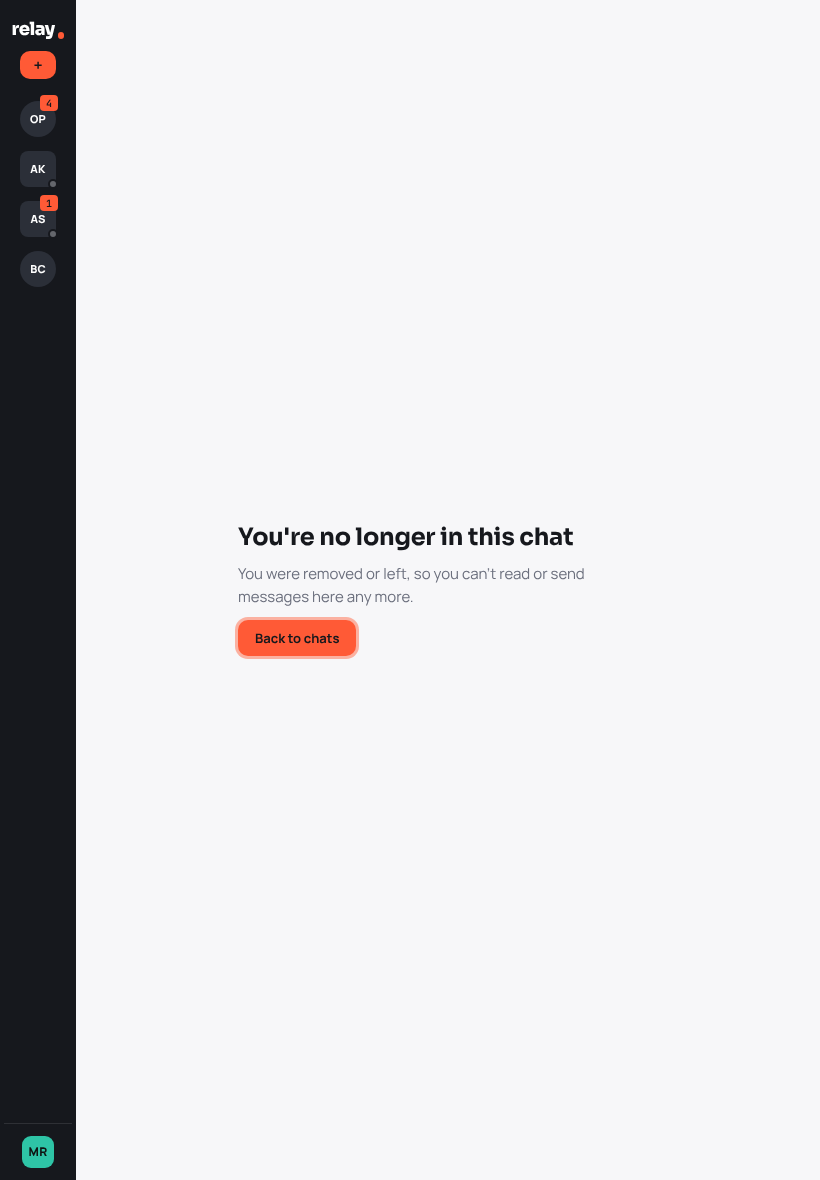 relay
+
4
OP
AK
1
AS
BC
You're no longer in this chat
You were removed or left, so you can't read or send
messages here any more.
Back to chats
MR